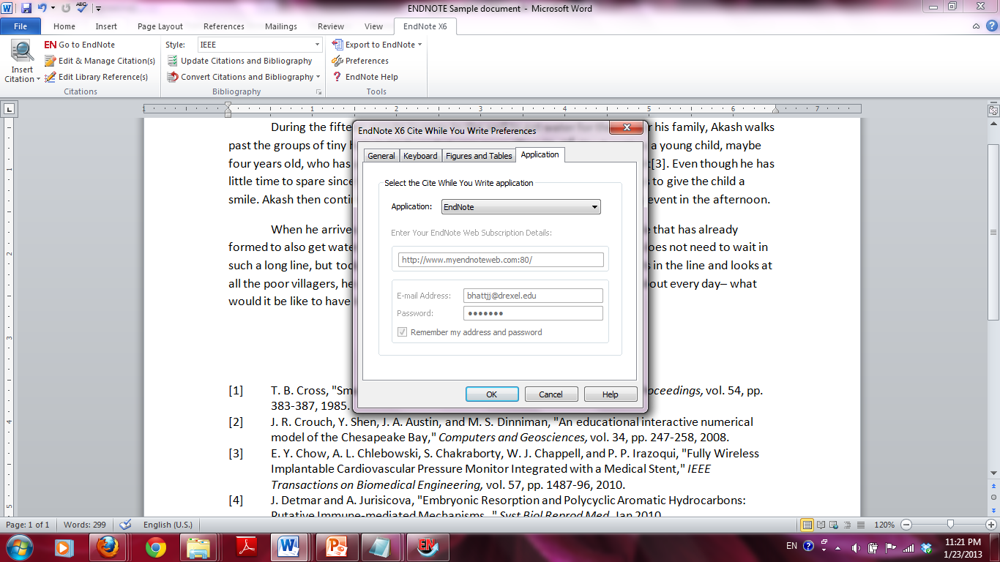 ENDNOTE Sample document - Microsoft Word
File Home Insert Page Layout References Mailings Review View EndNote X6
Insert Citation
EN Go to EndNote
Edit & Manage Citation(s)
Edit Library Reference(s)
Citations
Style: IEEE
Update Citations and Bibliography
Convert Citations and Bibliography
Bibliography
Export to EndNote
Preferences
EndNote Help
Tools
1 2 3 4 5 6 7
During the fifte
r his family, Akash walks
past the groups of tiny h
a young child, maybe
four years old, who has
t[3]. Even though he has
little time to spare since
s to give the child a
smile. Akash then contin
event in the afternoon.
When he arrive
e that has already
formed to also get wate
oes not need to wait in
such a long line, but too
s in the line and looks at
all the poor villagers, he
out every day– what
would it be like to have
EndNote X6 Cite While You Write Preferences
General Keyboard Figures and Tables Application
Select the Cite While You Write application
Application: EndNote
Enter Your EndNote Web Subscription Details:
http://www.myendnoteweb.com:80/
E-mail Address: bhattjj@drexel.edu
Password: •••••••
Remember my address and password
OK Cancel Help
[1] T. B. Cross, "Sm
oceedings, vol. 54, pp.
383-387, 1985.
[2] J. R. Crouch, Y. Shen, J. A. Austin, and M. S. Dinniman, "An educational interactive numerical
model of the Chesapeake Bay," Computers and Geosciences, vol. 34, pp. 247-258, 2008.
[3] E. Y. Chow, A. L. Chlebowski, S. Chakraborty, W. J. Chappell, and P. P. Irazoqui, "Fully Wireless
Implantable Cardiovascular Pressure Monitor Integrated with a Medical Stent," IEEE
Transactions on Biomedical Engineering, vol. 57, pp. 1487-96, 2010.
[4] J. Detmar and A. Jurisicova, "Embryonic Resorption and Polycyclic Aromatic Hydrocarbons:
Putative Immune-mediated Mechanisms.," Syst Biol Reprod Med, Jan 2010
Page: 1 of 1 Words: 299 English (U.S.) 120%
EN 11:21 PM
1/23/2013